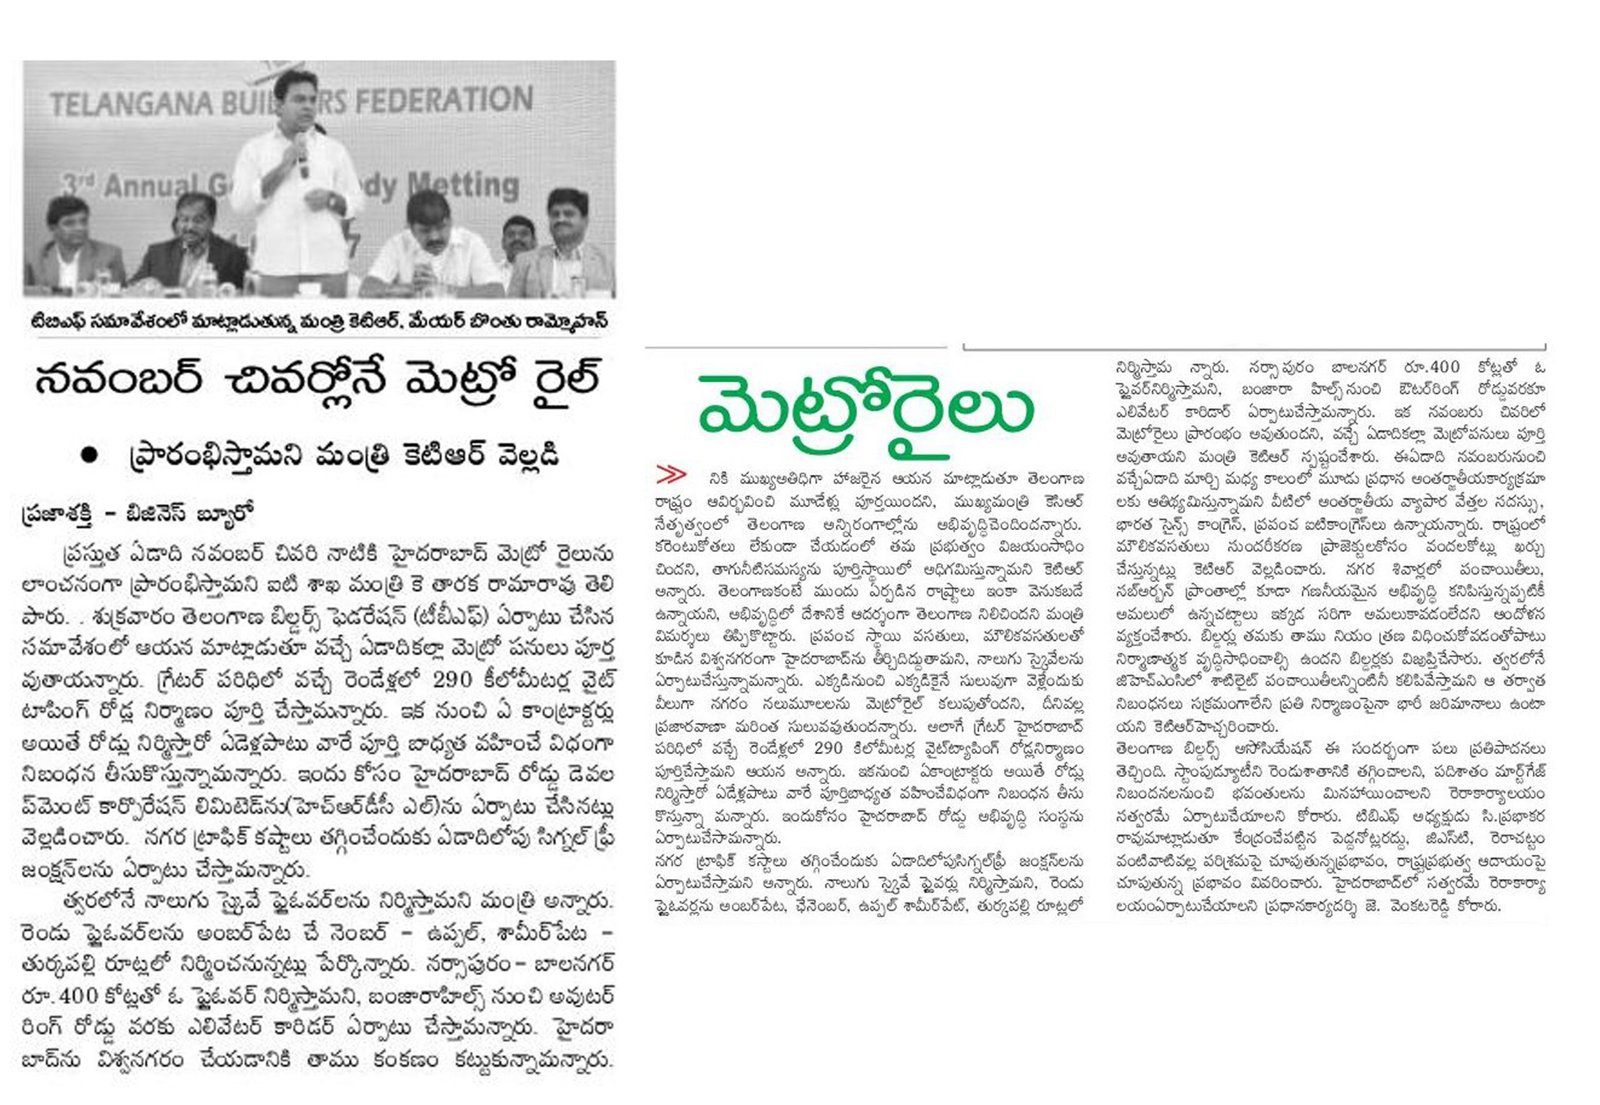 TELANGANA BUI RS FEDERATION
3rd Annual G dy Metting
టిబిఎఫ్ సమావేశంలో మాట్లాడుతున్న మంత్రి కెటిఆర్, మేయర్ బొంతు రామ్మోహన్
నవంబర్ చివర్లోనే మెట్రో రైల్
● ప్రారంభిస్తామని మంత్రి కెటిఆర్ వెల్లడి
ప్రజాశక్తి - బిజినెస్ బ్యూరో
ప్రస్తుత ఏడాది నవంబర్ చివరి నాటికి హైదరాబాద్ మెట్రో రైలును
లాంచనంగా ప్రారంభిస్తామని ఐటి శాఖ మంత్రి కె తారక రామారావు తెలి
పారు. . శుక్రవారం తెలంగాణ బిల్డర్స్ ఫెడరేషన్ (టీబీఎఫ్) ఏర్పాటు చేసిన
సమావేశంలో ఆయన మాట్లాడుతూ వచ్చే ఏడాదికల్లా మెట్రో పనులు పూర్త
వుతాయన్నారు. గ్రేటర్ పరిధిలో వచ్చే రెండేళ్లలో 290 కీలోమీటర్ల వైట్
టాపింగ్ రోడ్ల నిర్మాణం పూర్తి చేస్తామన్నారు. ఇక నుంచి ఏ కాంట్రాక్టర్లు
అయితే రోడ్లు నిర్మిస్తారో ఏడెళ్లపాటు వారే పూర్తి బాధ్యత వహించే విధంగా
నిబంధన తీసుకొస్తున్నామన్నారు. ఇందు కోసం హైదరాబాద్ రోడ్డు డెవల
ప్‌మెంట్ కార్పొరేషన్ లిమిటెడ్‌ను(హెచ్ఆర్‌డీసీ ఎల్)ను ఏర్పాటు చేసినట్లు
వెల్లడించారు. నగర ట్రాఫిక్ కష్టాలు తగ్గించేందుకు ఏడాదిలోపు సిగ్నల్ ఫ్రీ
జంక్షన్‌లను ఏర్పాటు చేస్తామన్నారు.
త్వరలోనే నాలుగు స్కైవే ఫ్లైఓవర్‌లను నిర్మిస్తామని మంత్రి అన్నారు.
రెండు ఫ్లైఓవర్‌లను అంబర్‌పేట చే నెంబర్ - ఉప్పల్, శామీర్‌పేట -
తుర్కపల్లి రూట్లలో నిర్మించనున్నట్లు పేర్కొన్నారు. నర్సాపురం- బాలనగర్
రూ.400 కోట్లతో ఓ ఫ్లైఓవర్ నిర్మిస్తామని, బంజారాహిల్స్ నుంచి అవుటర్
రింగ్ రోడ్డు వరకు ఎలివేటర్ కారిడర్ ఏర్పాటు చేస్తామన్నారు. హైదరా
బాద్‌ను విశ్వనగరం చేయడానికి తాము కంకణం కట్టుకున్నామన్నారు.
మెట్రోరైలు
నికి ముఖ్యఅతిధిగా హాజరైన ఆయన మాట్లాడుతూ తెలంగాణ
రాష్ట్రం ఆవిర్భవించి మూడేళ్లు పూర్తయిందని, ముఖ్యమంత్రి కెసిఆర్
నేతృత్వంలో తెలంగాణ అన్నిరంగాల్లోను అభివృద్ధిచెందిందన్నారు.
కరెంటుకోతలు లేకుండా చేయడంలో తమ ప్రభుత్వం విజయంసాధిం
చిందని, తాగునీటిసమస్యను పూర్తిస్థాయిలో అధిగమిస్తున్నామని కెటిఆర్
అన్నారు. తెలంగాణకంటే ముందు ఏర్పడిన రాష్ట్రాలు ఇంకా వెనుకబడే
ఉన్నాయని, అభివృద్ధిలో దేశానికే ఆదర్శంగా తెలంగాణ నిలిచిందని మంత్రి
విమర్శలు తిప్పికొట్టారు. ప్రపంచ స్థాయి వసతులు, మౌలికవసతులతో
కూడిన విశ్వనగరంగా హైదరాబాద్‌ను తీర్చిదిద్దుతామని, నాలుగు స్కైవేలను
ఏర్పాటుచేస్తున్నామన్నారు. ఎక్కడినుంచి ఎక్కడికైనే సులువుగా వెళ్లేందుకు
వీలుగా నగరం నలుమూలలను మెట్రోరైల్ కలుపుతోందని, దీనివల్ల
ప్రజారవాణా మరింత సులువవుతుందన్నారు. అలాగే గ్రేటర్ హైదరాబాద్
పరిధిలో వచ్చే రెండేళ్లలో 290 కిలోమీటర్ల వైట్‌ట్యాపింగ్ రోడ్లనిర్మాణం
పూర్తిచేస్తామని ఆయన అన్నారు. ఇకనుంచి ఏకాంట్రాక్టరు అయితే రోడ్లు
నిర్మిస్తారో ఏడేళ్లపాటు వారే పూర్తిబాధ్యత వహించేవిధంగా నిబంధన తీసు
కొస్తున్నా మన్నారు. ఇందుకోసం హైదరాబాద్ రోడ్డు అభివృద్ధి సంస్థను
ఏర్పాటుచేసామన్నారు.
నగర ట్రాఫిక్ కస్టాలు తగ్గించేందుకు ఏడాదిలోపుసిగ్నల్‌ఫ్రీ జంక్షన్‌లను
ఏర్పాటుచేస్తామని అన్నారు. నాలుగు స్కైవే ఫ్లైవర్లు నిర్మిస్తామని, రెండు
ఫ్లైఓవర్లను అంబర్‌పేట, ఛేనెంబర్, ఉప్పల్ శామీర్‌పేట్, తుర్కపల్లి రూట్లలో
నిర్మిస్తామ న్నారు. నర్సాపురం బాలనగర్ రూ.400 కోట్లతో ఓ
ఫ్లైవర్‌నిర్మిస్తామని, బంజారా హిల్స్‌నుంచి ఔటర్‌రింగ్ రోడ్డువరకూ
ఎలివేటర్ కారిడార్ ఏర్పాటుచేస్తామన్నారు. ఇక నవంబరు చివరిలో
మెట్రోరైలు ప్రారంభం అవుతుందని, వచ్చే ఏడాదికల్లా మెట్రోపనులు పూర్తి
అవుతాయని మంత్రి కెటిఆర్ స్పష్టంచేశారు. ఈఏడాది నవంబరునుంచి
వచ్చేఏడాది మార్చి మధ్య కాలంలో మూడు ప్రధాన అంతర్జాతీయకార్యక్రమా
లకు ఆతిథ్యమిస్తున్నామని వీటిలో అంతర్జాతీయ వ్యాపార వేత్తల సదస్సు,
భారత సైన్స్ కాంగ్రెస్, ప్రపంచ ఐటికాంగ్రెస్‌లు ఉన్నాయన్నారు. రాష్ట్రంలో
మౌలికవసతులు సుందరీకరణ ప్రాజెక్టులకోసం వందలకోట్లు ఖర్చు
చేస్తున్నట్లు కెటిఆర్ వెల్లడించారు. నగర శివార్లలో పంచాయితీలు,
సబ్అర్బన్ ప్రాంతాల్లో కూడా గణనీయమైన అభివృద్ధి కనిపిస్తున్నప్పటికీ
అమలులో ఉన్నచట్టాలు ఇక్కడ సరిగా అమలుకావడంలేదని ఆందోళన
వ్యక్తంచేశారు. బిల్డర్లు తమకు తాము నియం త్రణ విధించుకోవడంతోపాటు
నిర్మాణాత్మక వృద్ధిసాధించాల్సి ఉందని బిల్డర్లకు విజ్ఞప్తిచేసారు. త్వరలోనే
జిహెచ్ఎంసిలో శాటిలైట్ పంచాయితీలన్నింటినీ కలిపివేస్తామని ఆ తర్వాత
నిబంధనలు సక్రమంగాలేని ప్రతి నిర్మాణంపైనా భారీ జరిమానాలు ఉంటా
యని కెటిఆర్‌హెచ్చరించారు.
తెలంగాణ బిల్డర్స్ అసోసియేషన్ ఈ సందర్భంగా పలు ప్రతిపాదనలు
తెచ్చింది. స్టాంపుడ్యూటీని రెండుశాతానికి తగ్గించాలని, పదిశాతం మార్ట్‌గేజ్
నిబందనలనుంచి భవంతులను మినహాయించాలని రెరాకార్యాలయం
సత్వరమే ఏర్పాటుచేయాలని కోరారు. టిబిఎఫ్ అధ్యక్షుడు సి.ప్రభాకర
రావుమాట్లాడుతూ కేంద్రంచేపట్టిన పెద్దనోట్లరద్దు, జిఎస్‌టి, రెరాచట్టం
వంటివాటివల్ల పరిశ్రమపై చూపుతున్నప్రభావం, రాష్ట్రప్రభుత్వ ఆదాయంపై
చూపుతున్న ప్రభావం వివరించారు. హైదరాబాద్‌లో సత్వరమే రెరాకార్యా
లయంఏర్పాటుచేయాలని ప్రధానకార్యదర్శి జె. వెంకటరెడ్డి కోరారు.